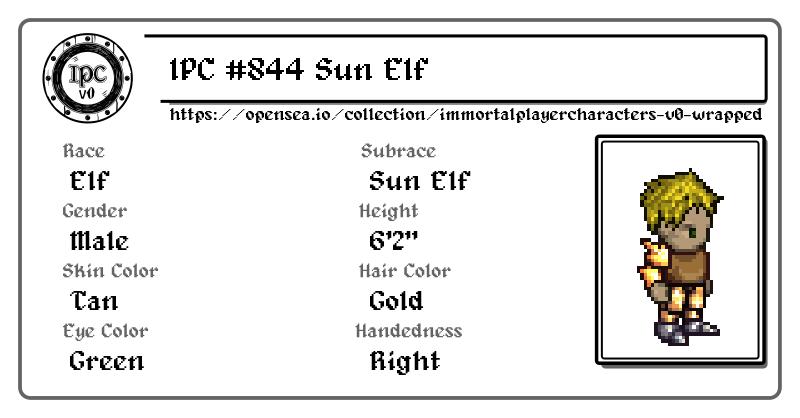 IPC
v0
IPC #844 Sun Elf
https://opensea.io/collection/immortalplayercharacters-v0-wrapped
Race
Elf
Subrace
Sun Elf
Gender
Male
Height
6'2"
Skin Color
Tan
Hair Color
Gold
Eye Color
Green
Handedness
Right